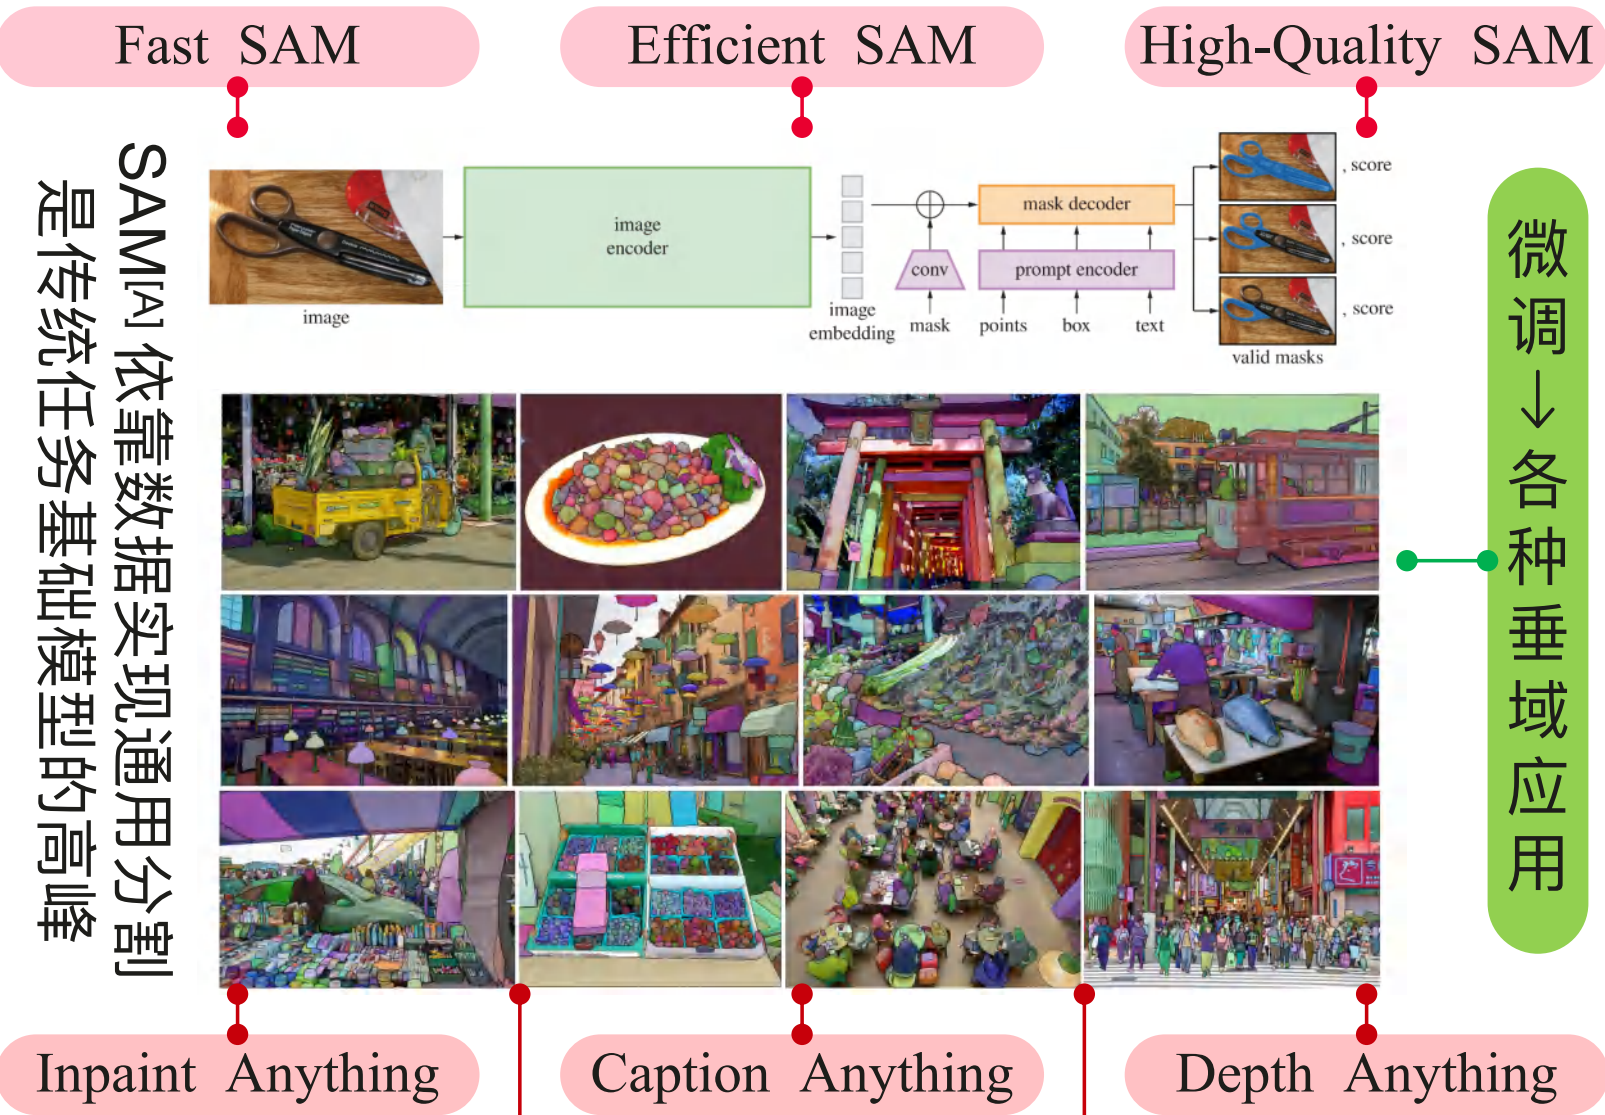 Fast SAM
Efficient SAM
High-Quality SAM
SAM[A] 依靠数据实现通用分割
是传统任务基础模型的高峰
image
image
encoder
image
embedding
conv
mask
mask decoder
prompt encoder
points
box
text
, score
, score
, score
valid masks
微调→各种垂域应用
Inpaint Anything
Caption Anything
Depth Anything